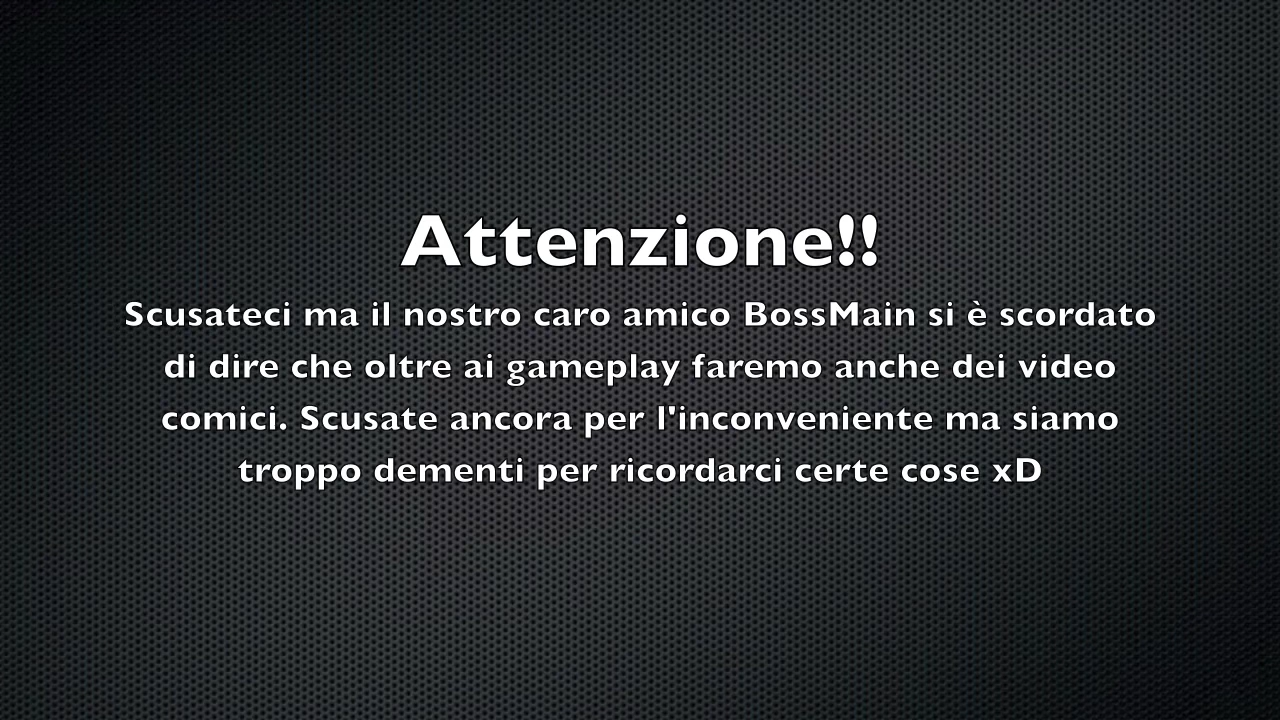 Attenzione!!
Scusateci ma il nostro caro amico BossMain si è scordato
di dire che oltre ai gameplay faremo anche dei video
comici. Scusate ancora per l'inconveniente ma siamo
troppo dementi per ricordarci certe cose xD